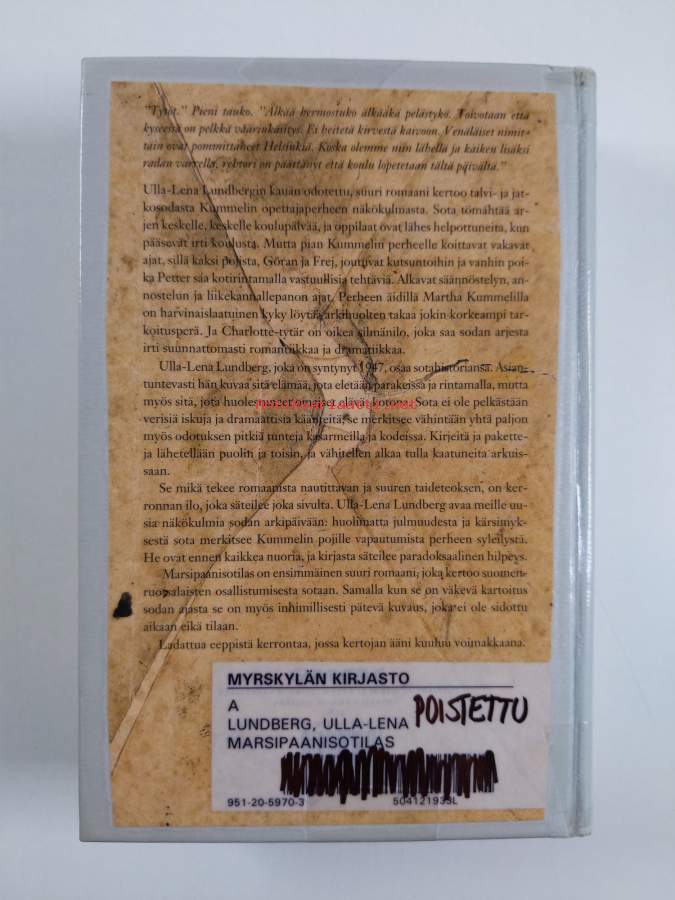 "Tytöt." Pieni tauko. "Älkää hermostuko älkääkä pelästykö. Toivotaan että
kyseessä on pelkkä väärinkäsitys. Ei heitetä kirvestä kaivoon. Venäläiset nimit-
täin ovat pommittaneet Helsinkiä. Koska olemme niin lähellä ja kaiken lisäksi
radan varrella, rehtori on päättänyt että koulu lopetetaan tältä päivältä."
Ulla-Lena Lundbergin kauan odotettu, suuri romaani kertoo talvi- ja jat-
kosodasta Kummelin opettajaperheen näkökulmasta. Sota tömähtää ar-
jen keskelle, keskelle koulupäivää, ja oppilaat ovat lähes helpottuneita, kun
pääsevät irti koulusta. Mutta pian Kummelin perheelle koittavat vakavat
ajat, sillä kaksi pojista, Göran ja Frej, joutuvat kutsuntoihin ja vanhin poi-
ka Petter saa kotirintamalla vastuullisia tehtäviä. Alkavat säännöstelyn, an-
nostelun ja liikekannallepanon ajat. Perheen äidillä Martha Kummelilla
on harvinaislaatuinen kyky löytää arkihuolten takaa jokin korkeampi tar-
koitusperä. Ja Charlotte-tytär on oikea silmänilo, joka saa sodan arjesta
irti suunnattomasti romantiikkaa ja dramatiikkaa.
Ulla-Lena Lundberg, joka on syntynyt 1947, osaa sotahistoriansa. Asian-
tuntevasti hän kuvaa sitä elämää, jota eletään parakeissa ja rintamalla, mutta
myös sitä, jota huolestuneet omaiset elävät kotona. Sota ei ole pelkästään
verisiä iskuja ja dramaattisia käänteitä, se merkitsee vähintään yhtä paljon
myös odotuksen pitkiä tunteja kasarmeilla ja kodeissa. Kirjeitä ja pakette-
ja lähetellään puolin ja toisin, ja vähitellen alkaa tulla kaatuneita arkuis-
saan.
Se mikä tekee romaanista nautittavan ja suuren taideteoksen, on ker-
ronnan ilo, joka säteilee joka sivulta. Ulla-Lena Lundberg avaa meille uu-
sia näkökulmia sodan arkipäivään: huolimatta julmuudesta ja kärsimyk-
sestä sota merkitsee Kummelin pojille vapautumista perheen syleilystä.
He ovat ennen kaikkea nuoria, ja kirjasta säteilee paradoksaalinen hilpeys.
Marsipaanisotilas on ensimmäinen suuri romaani, joka kertoo suomen-
ruotsalaisten osallistumisesta sotaan. Samalla kun se on väkevä kartoitus
sodan ajasta se on myös inhimillisesti pätevä kuvaus, joka ei ole sidottu
aikaan eikä tilaan.
Ladattua eeppistä kerrontaa, jossa kertojan ääni kuuluu voimakkaana.
MYRSKYLÄN KIRJASTO
A
LUNDBERG, ULLA-LENA POISTETTU
MARSIPAANISOTILAS
951-20-5970-3 504121933L